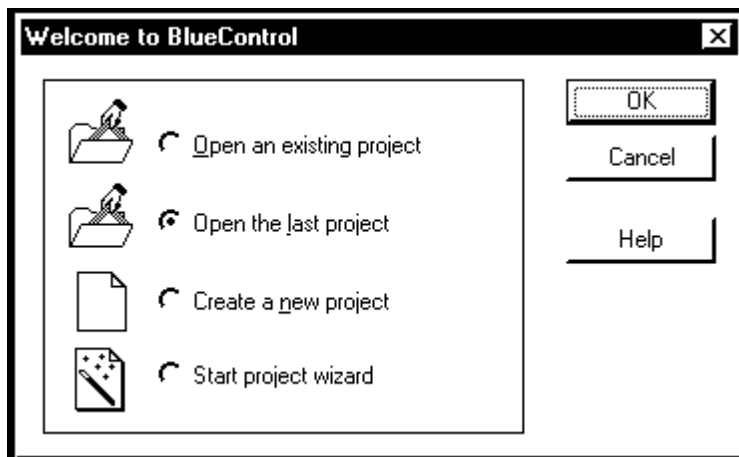 Welcome to BlueControl
Open an existing project
Open the last project
Create a new project
Start project wizard
OK
Cancel
Help